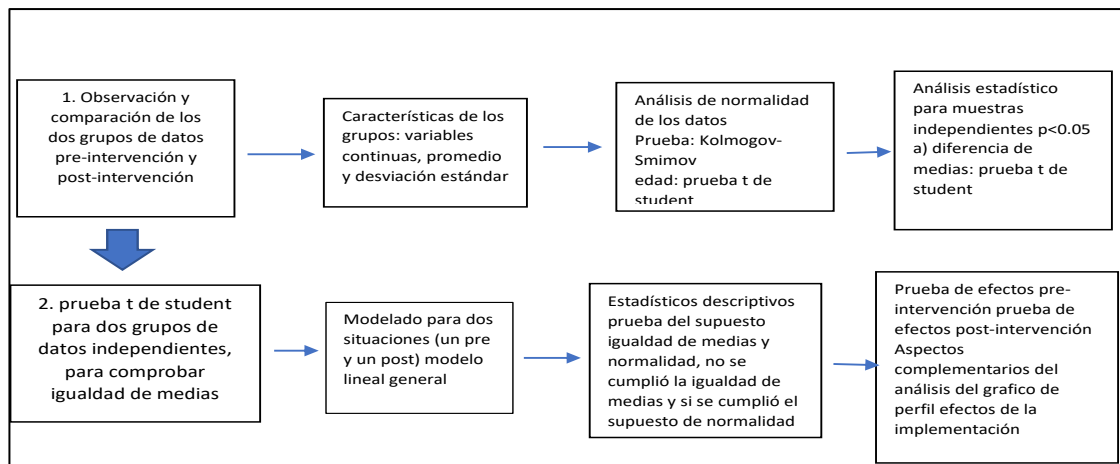 1. Observación y
comparación de los
dos grupos de datos
pre-intervención y
post-intervención
Características de los
grupos: variables
continuas, promedio
y desviación estándar
Análisis de normalidad
de los datos
Prueba: Kolmogov-
Smimov
edad: prueba t de
student
Análisis estadístico
para muestras
independientes p<0.05
a) diferencia de
medias: prueba t de
student
2. prueba t de student
para dos grupos de
datos independientes,
para comprobar
igualdad de medias
Modelado para dos
situaciones (un pre
y un post) modelo
lineal general
Estadísticos descriptivos
prueba del supuesto
igualdad de medias y
normalidad, no se
cumplió la igualdad de
medias y si se cumplió el
supuesto de normalidad
Prueba de efectos pre-
intervención prueba de
efectos post-intervención
Aspectos
complementarios del
análisis del grafico de
perfil efectos de la
implementación